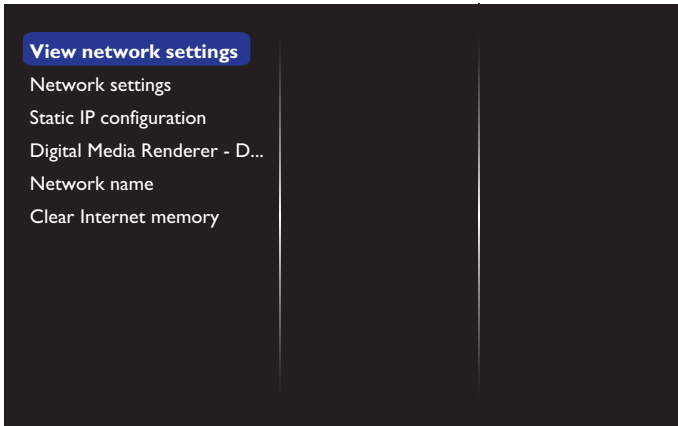 View network settings
Network settings
Static IP configuration
Digital Media Renderer - D...
Network name
Clear Internet memory